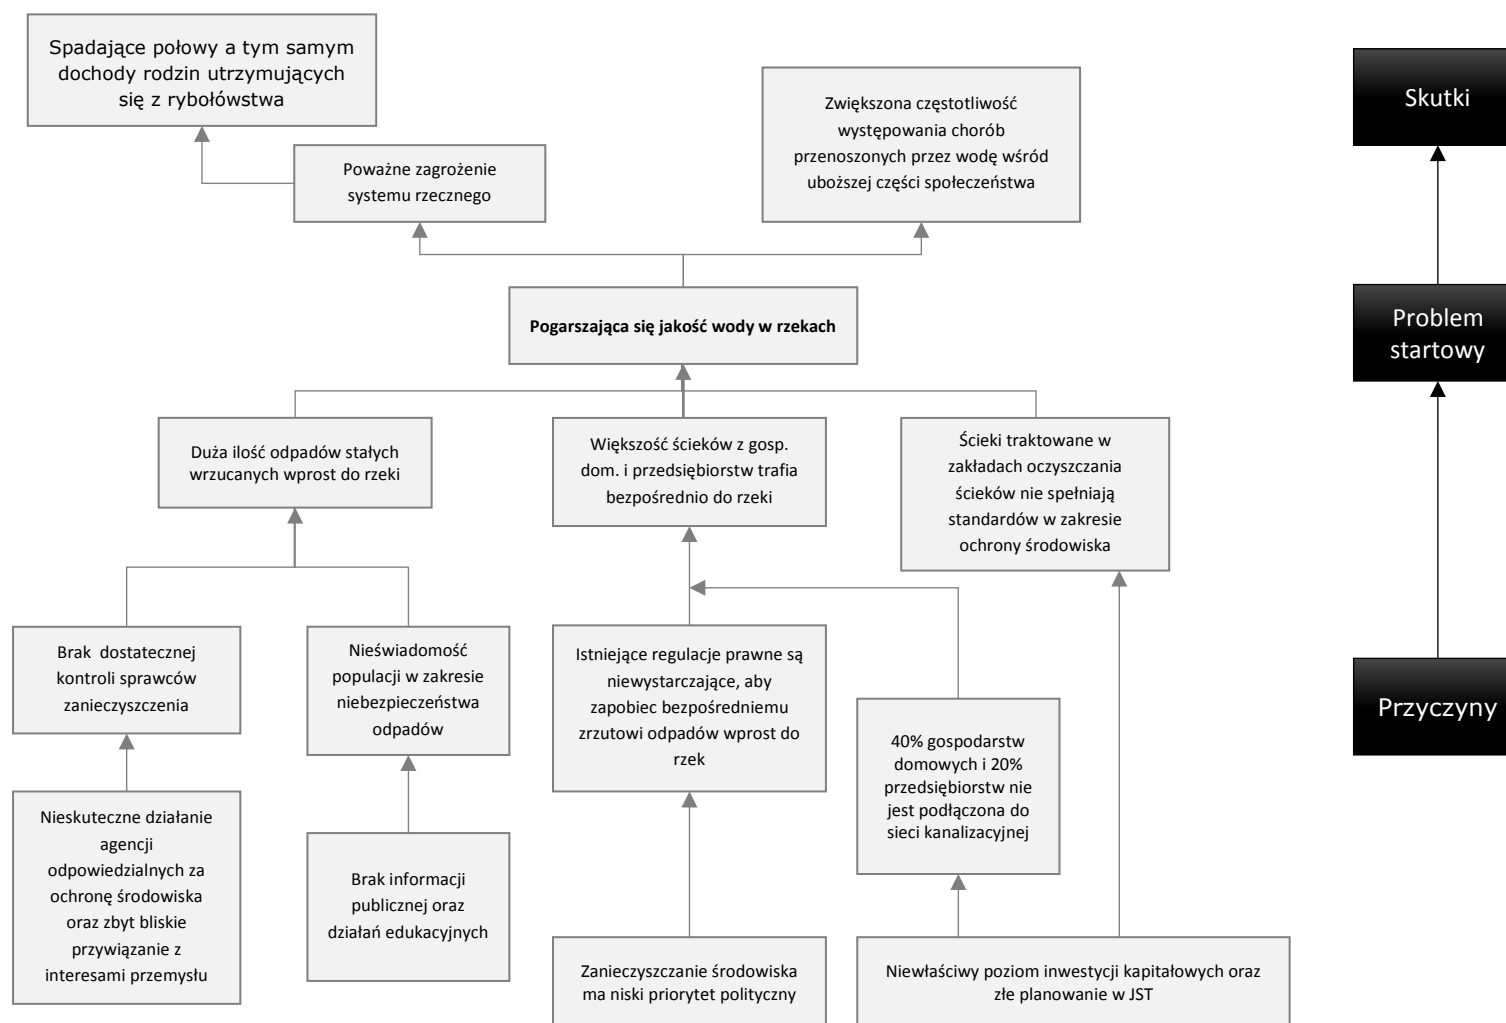 Spadające połowy a tym samym
dochody rodzin utrzymujących
się z rybołówstwa
Zwiększona częstotliwość
występowania chorób
przenoszonych przez wodę wśród
uboższej części społeczeństwa
Skutki
Poważne zagrożenie
systemu rzecznego
Pogarszająca się jakość wody w rzekach
Problem
startowy
Duża ilość odpadów stałych
wrzucanych wprost do rzeki
Większość ścieków z gosp.
dom. i przedsiębiorstw trafia
bezpośrednio do rzeki
Ścieki traktowane w
zakładach oczyszczania
ścieków nie spełniają
standardów w zakresie
ochrony środowiska
Brak dostatecznej
kontroli sprawców
zanieczyszczenia
Nieświadomość
populacji w zakresie
niebezpieczeństwa
odpadów
Istniejące regulacje prawne są
niewystarczające, aby
zapobiec bezpośredniemu
zrzutowi odpadów wprost do
rzek
40% gospodarstw
domowych i 20%
przedsiębiorstw nie
jest podłączona do
sieci kanalizacyjnej
Przyczyny
Nieskuteczne działanie
agencji
odpowiedzialnych za
ochronę środowiska
oraz zbyt bliskie
przywiązanie z
interesami przemysłu
Brak informacji
publicznej oraz
działań edukacyjnych
Zanieczyszczanie środowiska
ma niski priorytet polityczny
Niewłaściwy poziom inwestycji kapitałowych oraz
złe planowanie w JST